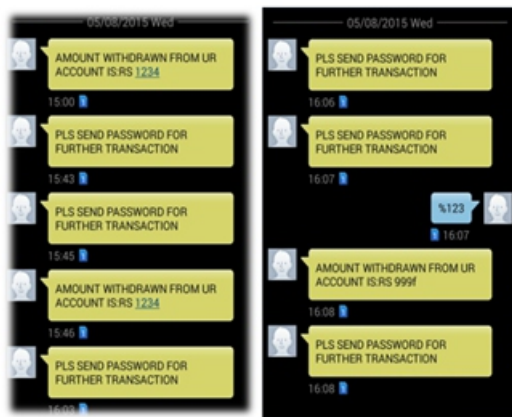 05/08/2015 Wed
AMOUNT WITHDRAWN FROM UR
ACCOUNT IS:RS 1234
15:00
PLS SEND PASSWORD FOR
FURTHER TRANSACTION
15:43
PLS SEND PASSWORD FOR
FURTHER TRANSACTION
15:45
AMOUNT WITHDRAWN FROM UR
ACCOUNT IS:RS 1234
15:46
PLS SEND PASSWORD FOR
FURTHER TRANSACTION
16:03
05/08/2015 Wed
PLS SEND PASSWORD FOR
FURTHER TRANSACTION
16:06
PLS SEND PASSWORD FOR
FURTHER TRANSACTION
16:07
%123
16:07
AMOUNT WITHDRAWN FROM UR
ACCOUNT IS:RS 999f
16:08
PLS SEND PASSWORD FOR
FURTHER TRANSACTION
16:08